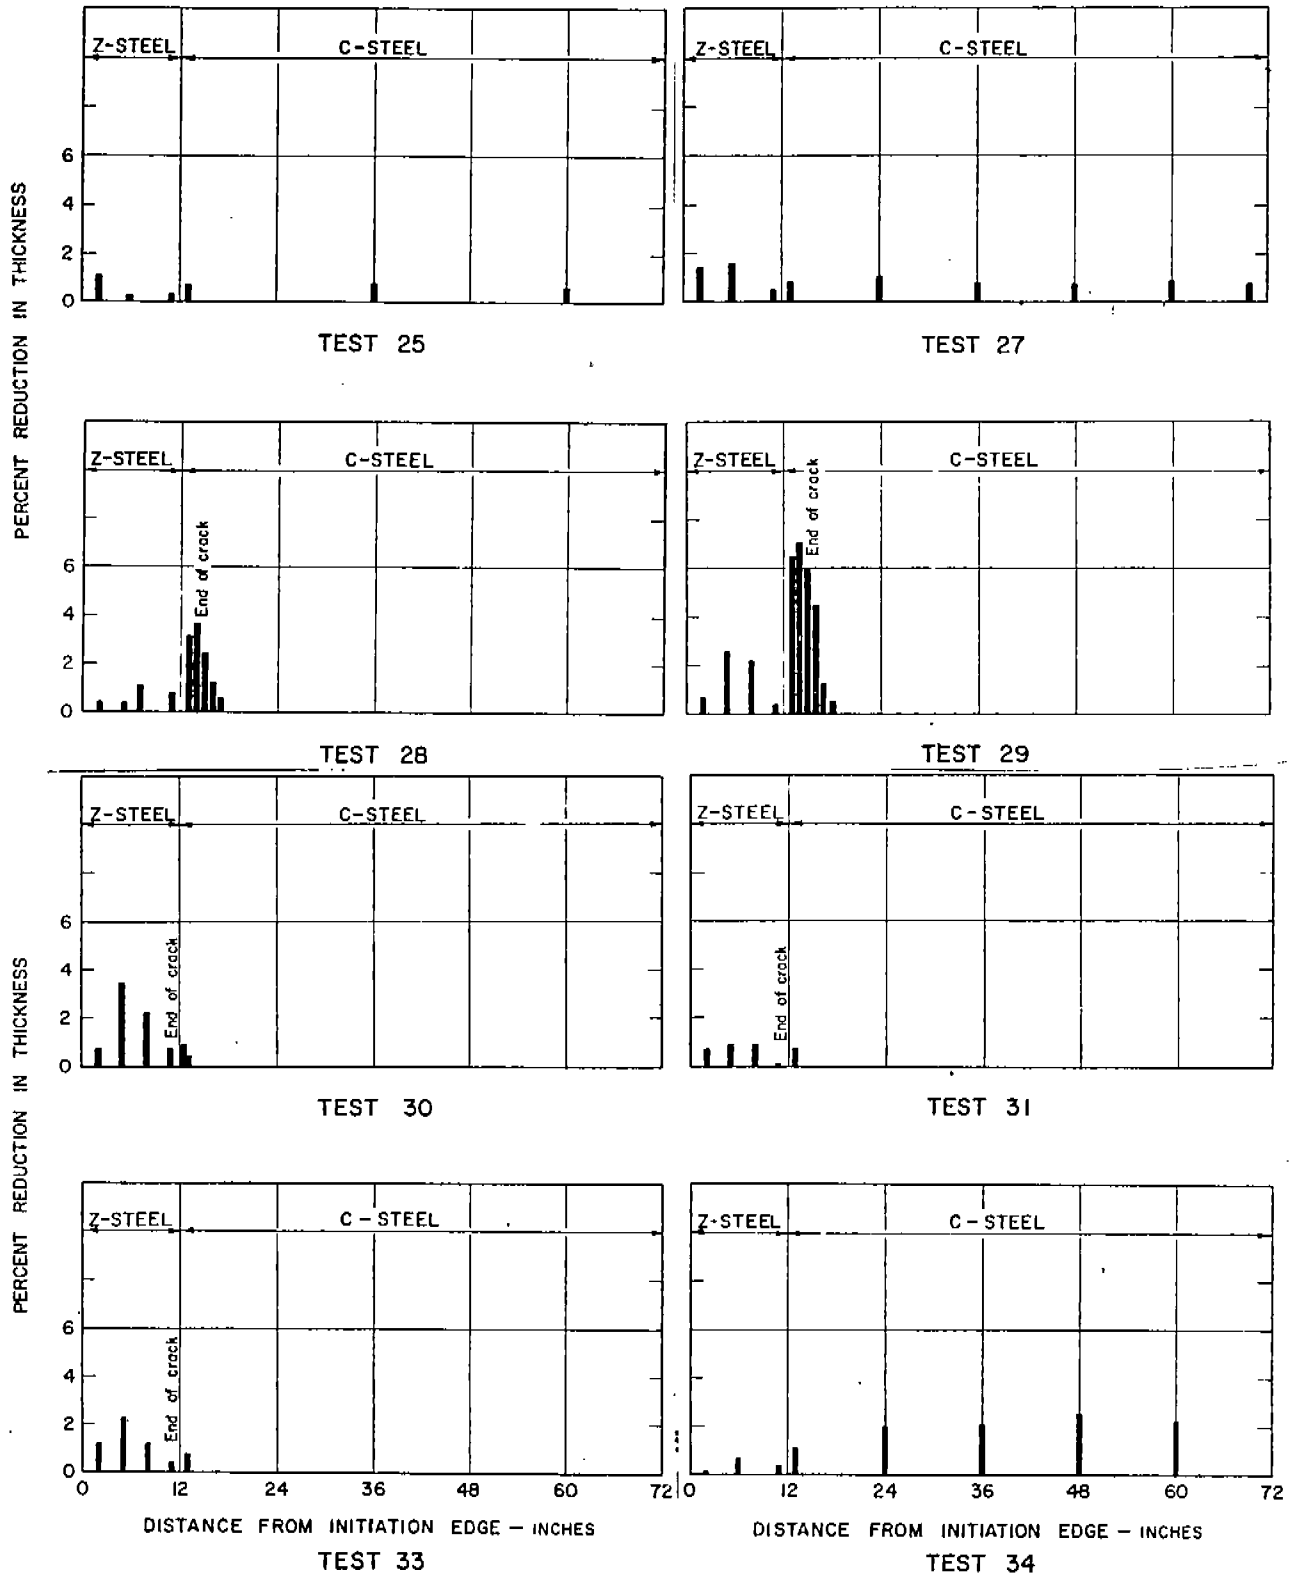 Z-STEEL C-STEEL
Z-STEEL C-STEEL
PERCENT REDUCTION IN THICKNESS
6
4
2
0
TEST 25
TEST 27
Z-STEEL C-STEEL
Z-STEEL C-STEEL
End of crack
End of crack
6
4
2
0
TEST 28
TEST 29
Z-STEEL C-STEEL
Z-STEEL C-STEEL
PERCENT REDUCTION IN THICKNESS
End of crack
End of crack
6
4
2
0
TEST 30
TEST 31
Z-STEEL C-STEEL
Z-STEEL C-STEEL
End of crack
6
4
2
0
0 12 24 36 48 60 72
0 12 24 36 48 60 72
DISTANCE FROM INITIATION EDGE - INCHES
DISTANCE FROM INITIATION EDGE - INCHES
TEST 33
TEST 34